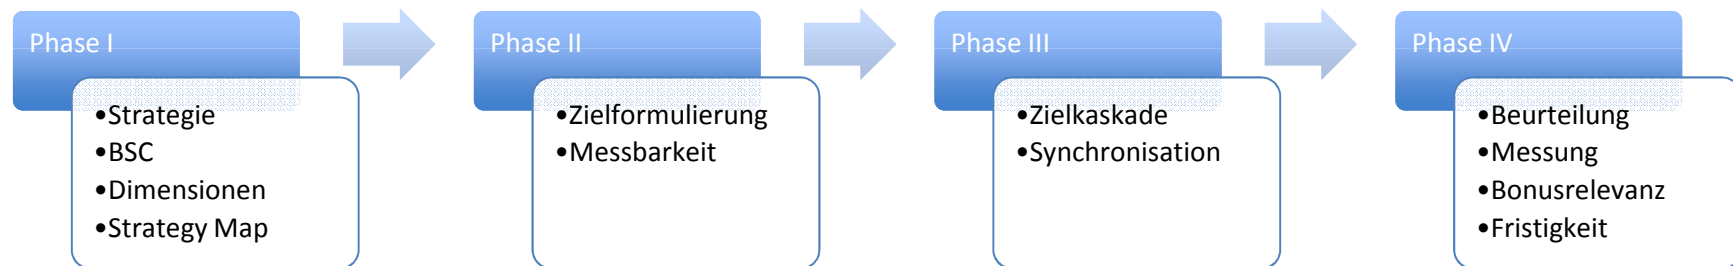 Phase I
•Strategie
•BSC
•Dimensionen
•Strategy Map
Phase II
•Zielformulierung
•Messbarkeit
Phase III
•Zielkaskade
•Synchronisation
Phase IV
•Beurteilung
•Messung
•Bonusrelevanz
•Fristigkeit